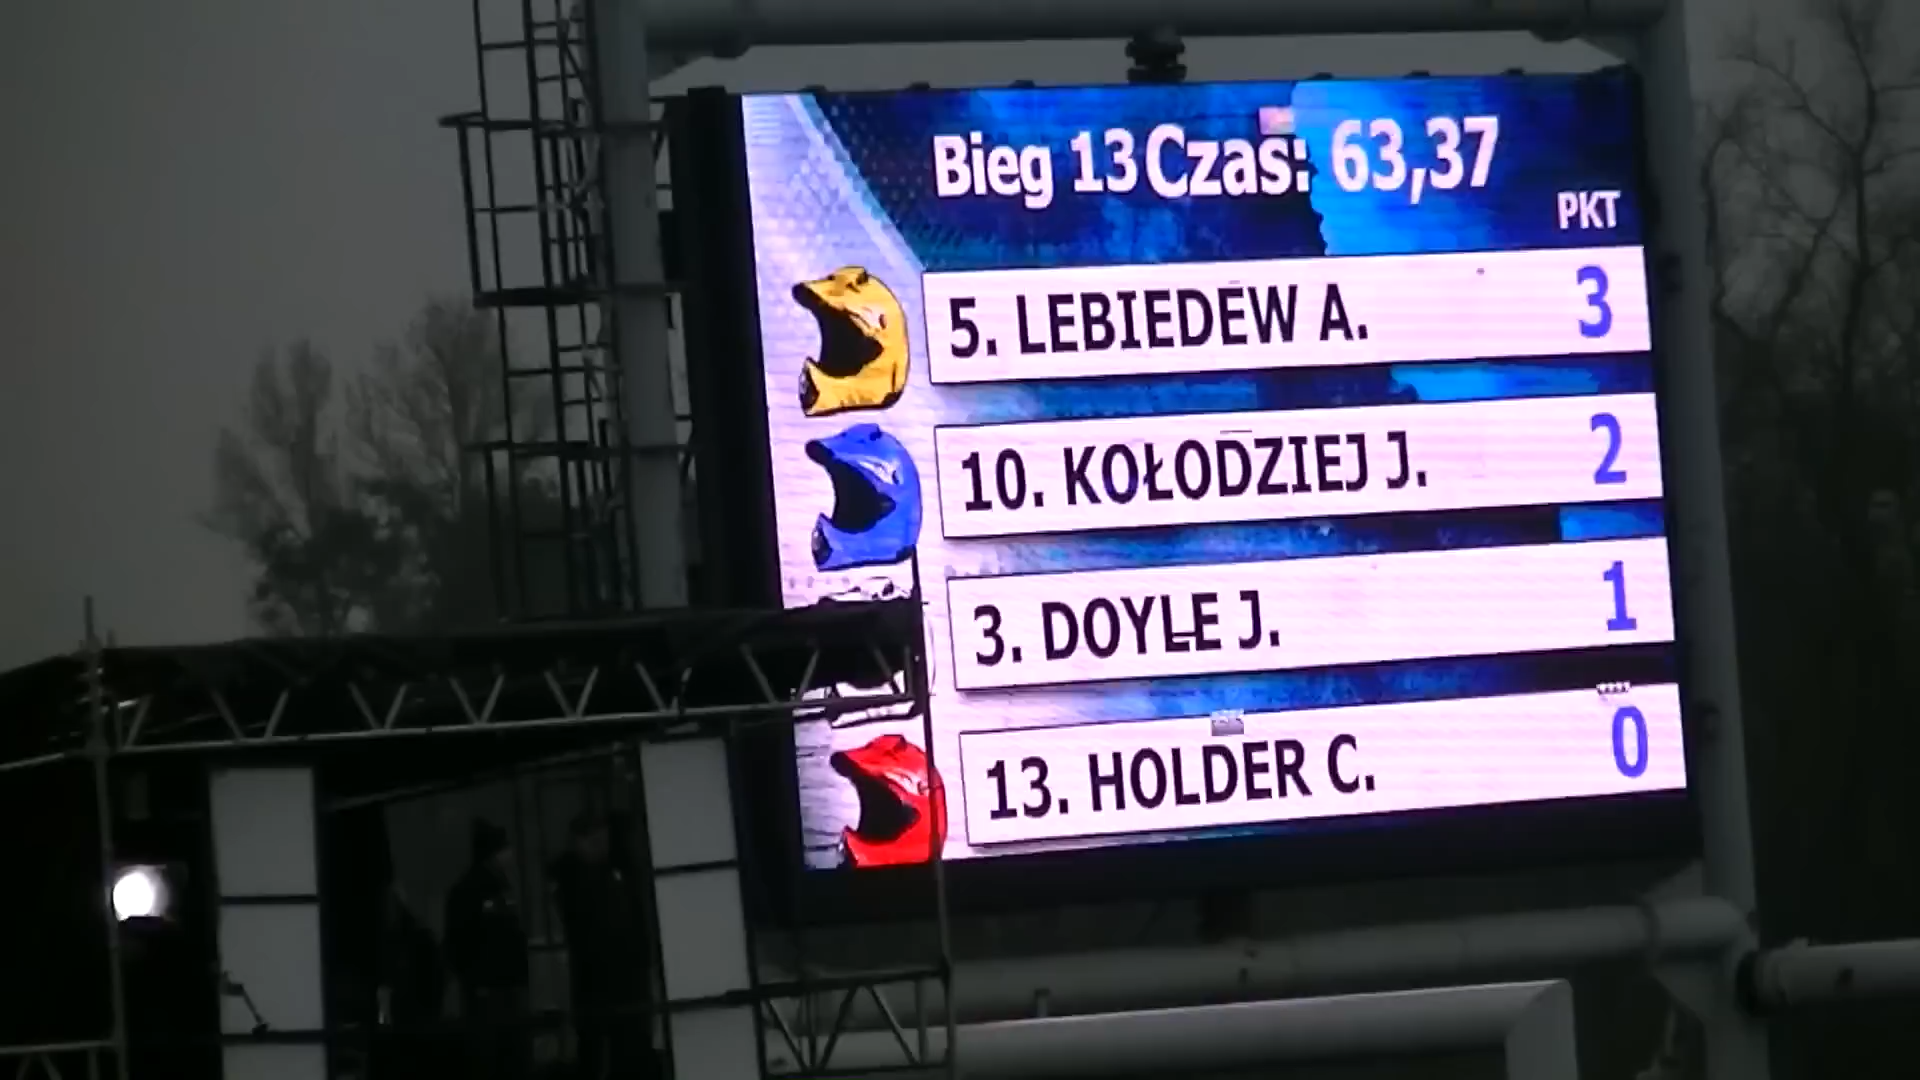 Bieg 13 Czas: 63,37
PKT
5. LEBIEDEW A. 3
10. KOŁODZIEJ J. 2
3. DOYLE J. 1
13. HOLDER C. 0